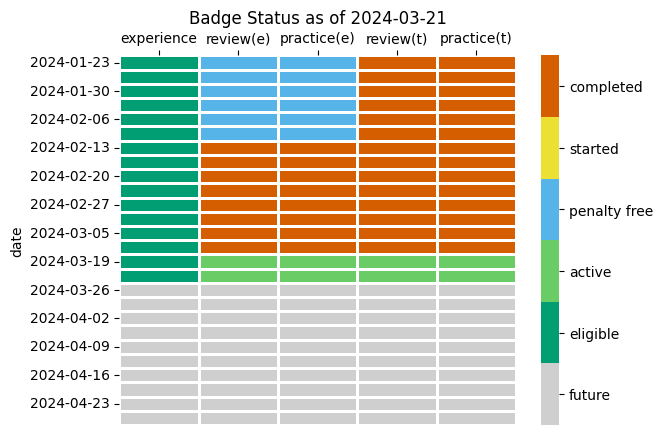 Badge Status as of 2024-03-21
experience review(e) practice(e) review(t) practice(t)
date
2024-01-23
2024-01-30
2024-02-06
2024-02-13
2024-02-20
2024-02-27
2024-03-05
2024-03-19
2024-03-26
2024-04-02
2024-04-09
2024-04-16
2024-04-23
completed
started
penalty free
active
eligible
future